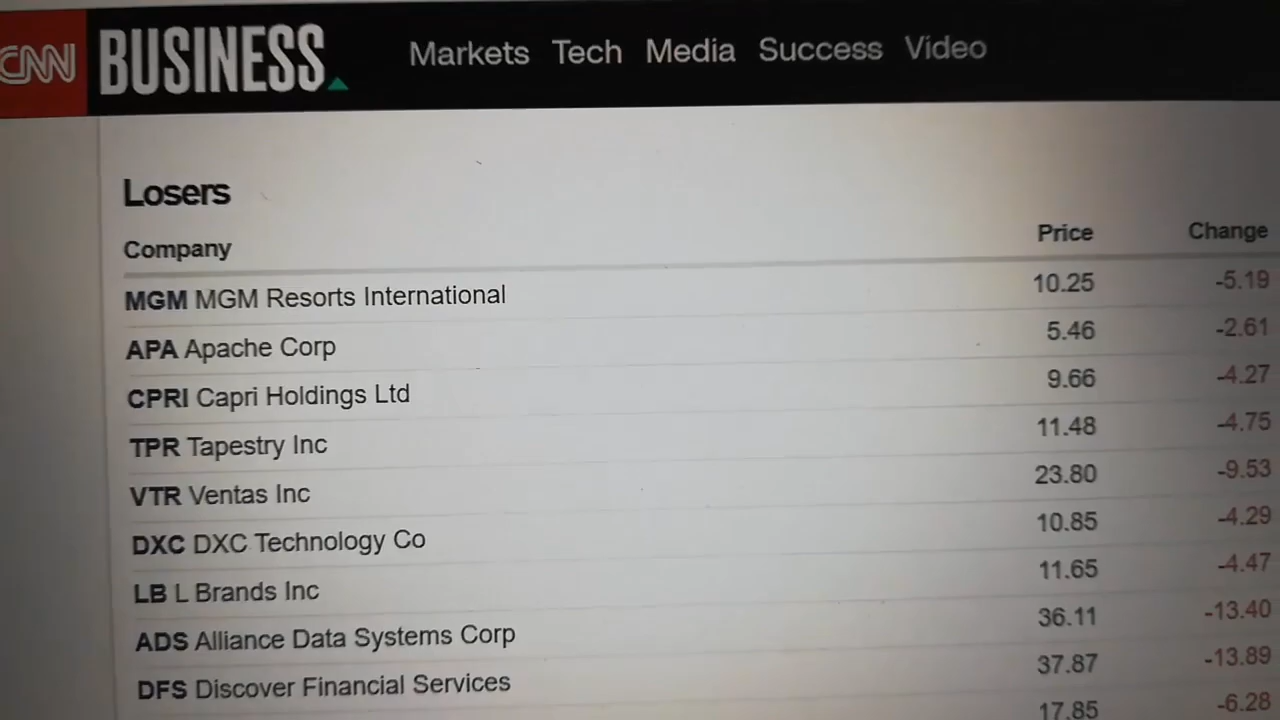 CNN BUSINESS Markets Tech Media Success Video
Losers
Company Price Change
MGM MGM Resorts International 10.25 -5.19
APA Apache Corp 5.46 -2.61
CPRI Capri Holdings Ltd 9.66 -4.27
TPR Tapestry Inc 11.48 -4.75
VTR Ventas Inc 23.80 -9.53
DXC DXC Technology Co 10.85 -4.29
LB L Brands Inc 11.65 -4.47
ADS Alliance Data Systems Corp 36.11 -13.40
DFS Discover Financial Services 37.87 -13.89
17.85 -6.28